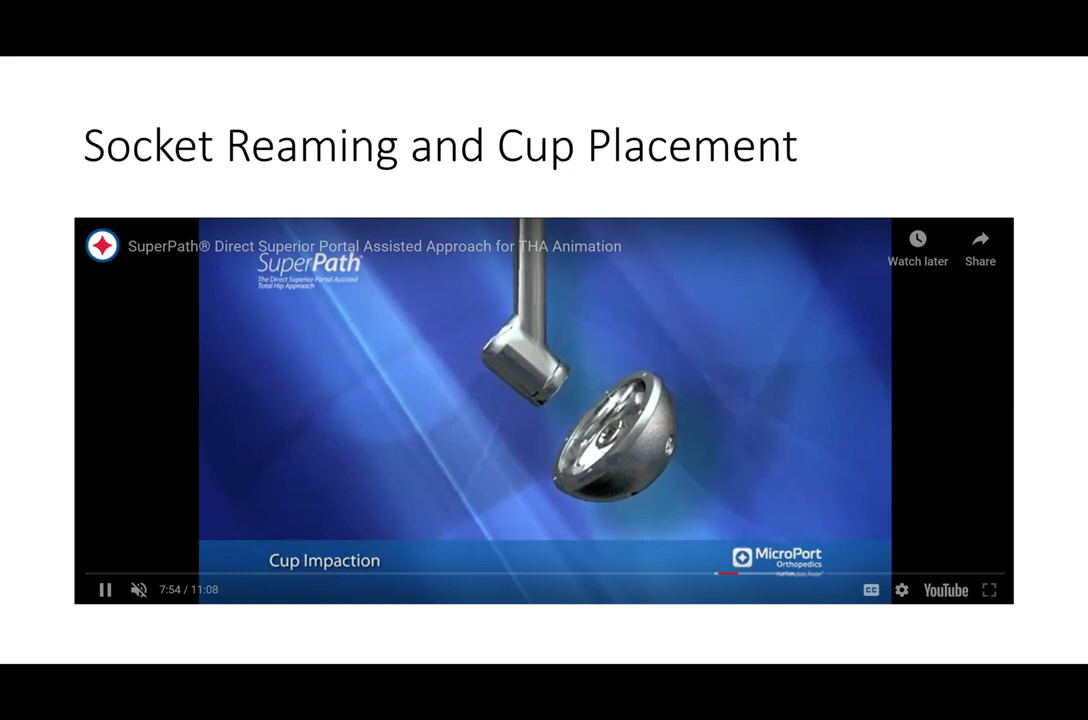 Socket Reaming and Cup Placement
SuperPath® Direct Superior Portal Assisted Approach for THA Animation
Watch later
Share
SuperPath®
The Direct Superior Portal Assisted
Total Hip Approach
Cup Impaction
MicroPort
Orthopedics
7:54 / 11:08
CC
YouTube